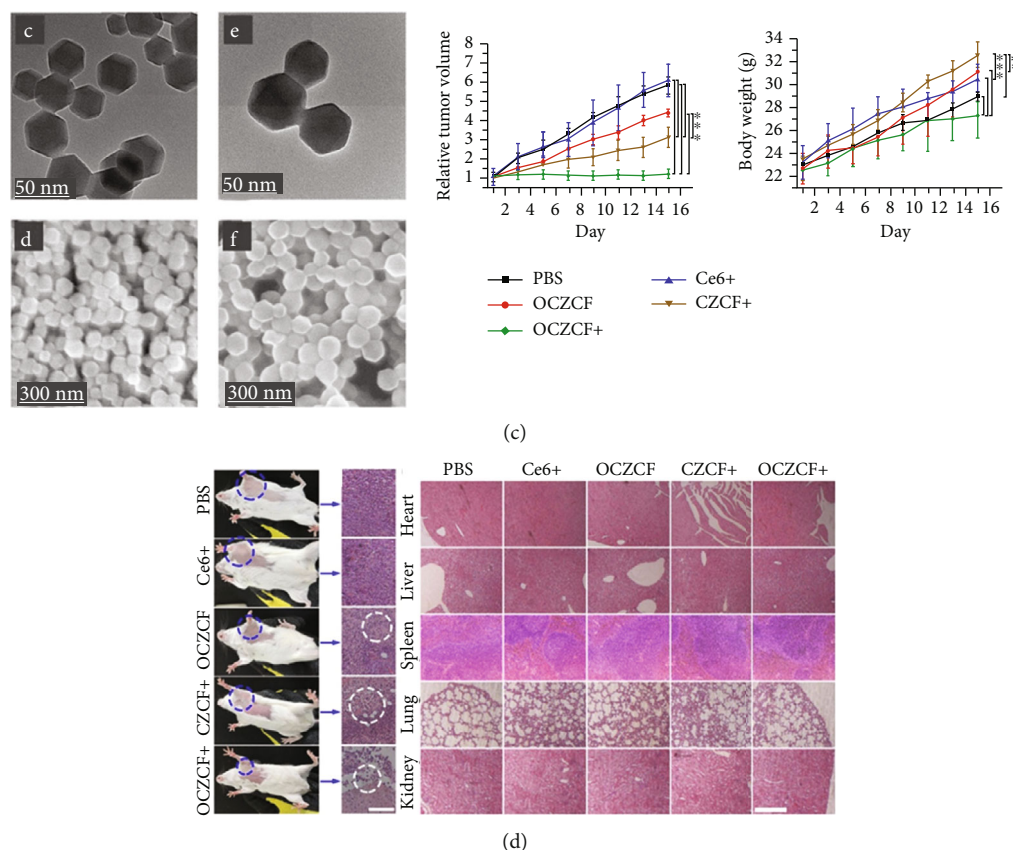 c
50 nm
e
50 nm
d
300 nm
f
300 nm
Relative tumor volume
8
7
6
5
4
3
2
1
2 4 6 8 10 12 14 16
Day
***
Body weight (g)
34
32
30
28
26
24
22
2 4 6 8 10 12 14 16
Day
***
PBS
OCZCF
OCZCF+
Ce6+
CZCF+
(c)
PBS
Ce6+
OCZCF
CZCF+
OCZCF+
PBS Ce6+ OCZCF CZCF+ OCZCF+
Heart
Liver
Spleen
Lung
Kidney
(d)